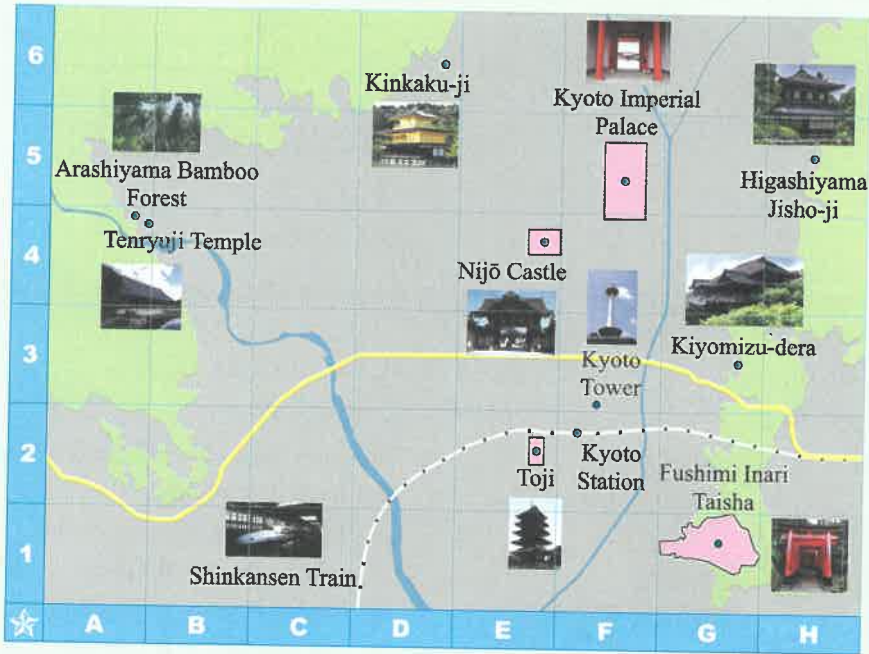 6
Kinkaku-ji
Kyoto Imperial
Palace
5
Arashiyama Bamboo
Forest
Higashiyama
Jisho-ji
4
Tenryuji Temple
Nijō Castle
3
Kiyomizu-dera
Kyoto
Tower
2
Toji
Kyoto
Station
Fushimi Inari
Taisha
1
Shinkansen Train
A B C D E F G H